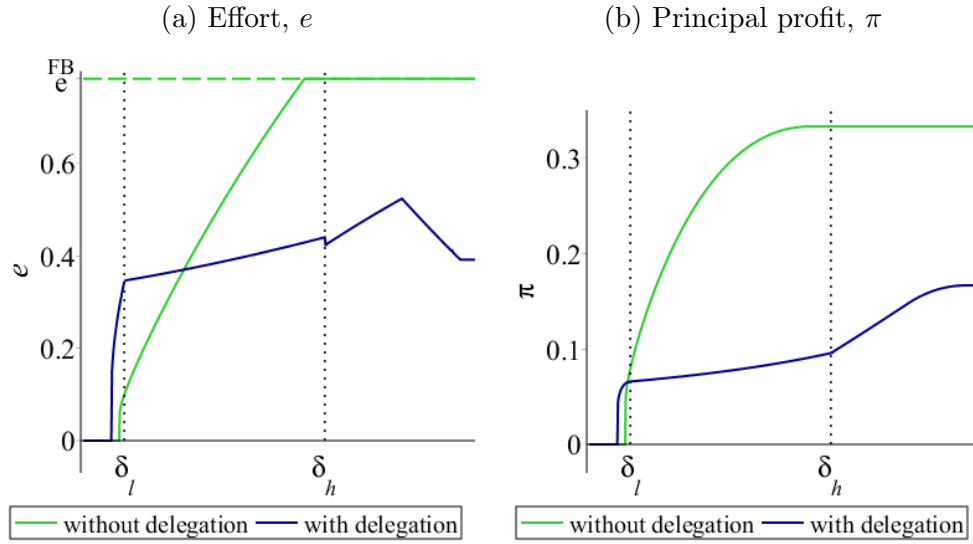 (a) Effort, e
e^FB
0.6
0.4
e
0.2
0
δ_l
δ_h
without delegation
with delegation
(b) Principal profit, π
0.3
0.2
π
0.1
0
δ_l
δ_h
without delegation
with delegation